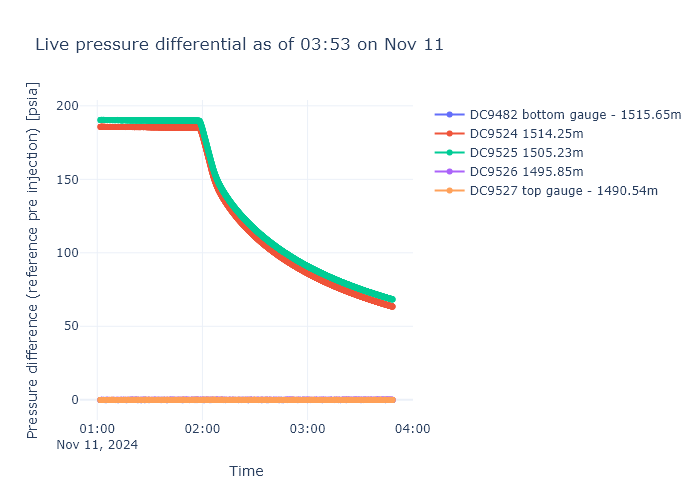 Live pressure differential as of 03:53 on Nov 11
Pressure difference (reference pre injection) [psia]
200
150
100
50
0
01:00
Nov 11, 2024
02:00
03:00
04:00
Time
DC9482 bottom gauge - 1515.65m
DC9524 1514.25m
DC9525 1505.23m
DC9526 1495.85m
DC9527 top gauge - 1490.54m